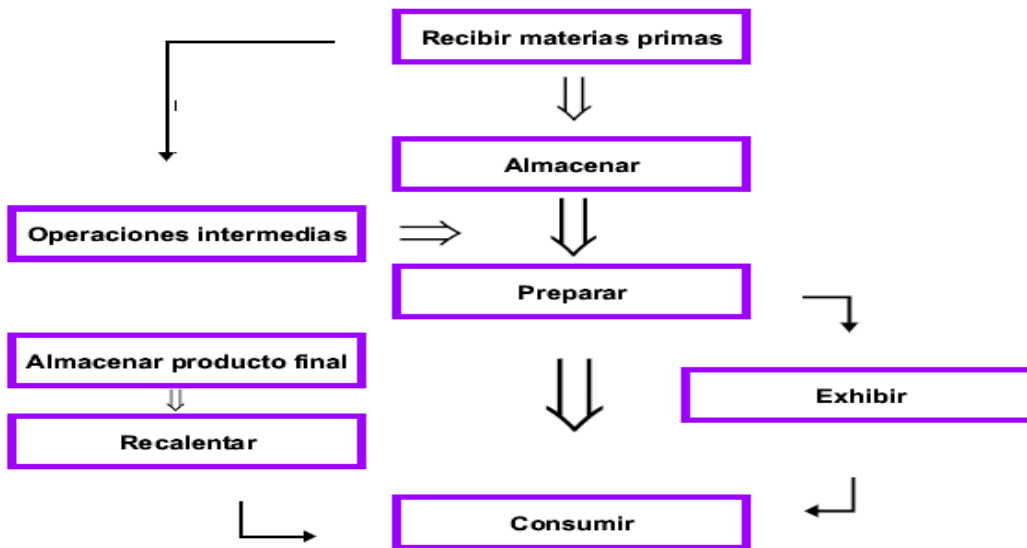 Recibir materias primas
Almacenar
Operaciones intermedias
Preparar
Almacenar producto final
Exhibir
Recalentar
Consumir